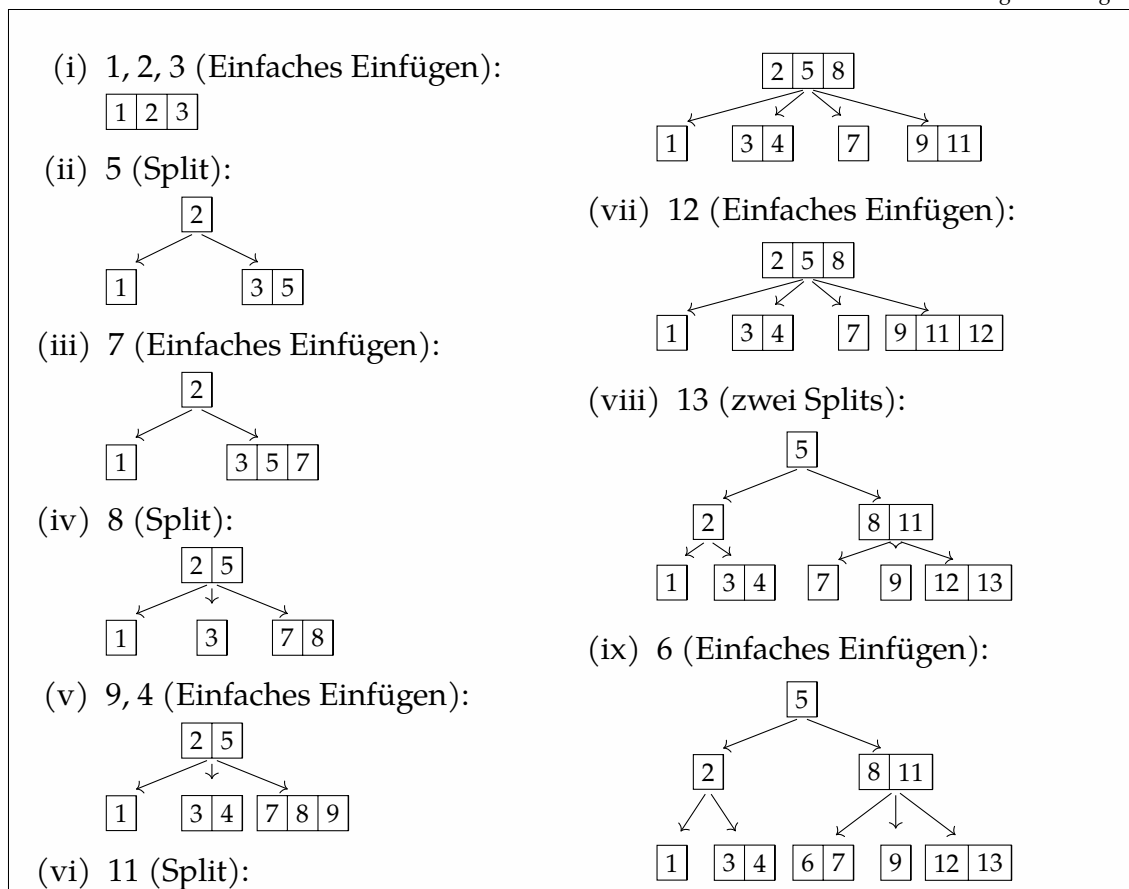 (i) 1, 2, 3 (Einfaches Einfügen):
1 2 3
(ii) 5 (Split):
2
1 3 5
(iii) 7 (Einfaches Einfügen):
2
1 3 5 7
(iv) 8 (Split):
2 5
1 3 7 8
(v) 9, 4 (Einfaches Einfügen):
2 5
1 3 4 7 8 9
(vi) 11 (Split):
2 5 8
1 3 4 7 9 11
(vii) 12 (Einfaches Einfügen):
2 5 8
1 3 4 7 9 11 12
(viii) 13 (zwei Splits):
5
2 8 11
1 3 4 7 9 12 13
(ix) 6 (Einfaches Einfügen):
5
2 8 11
1 3 4 6 7 9 12 13